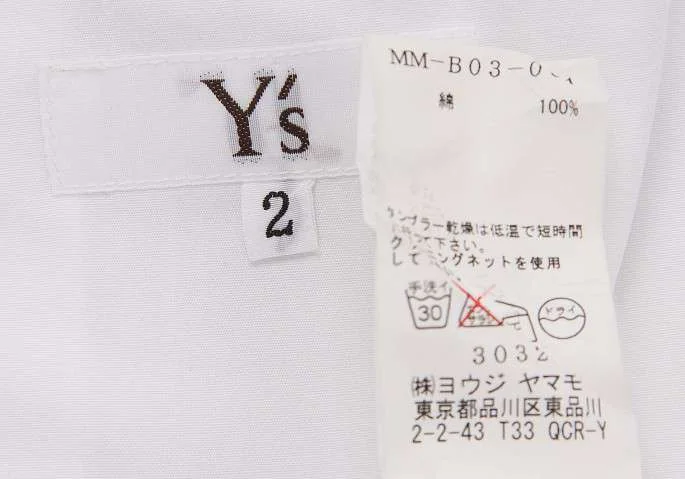 Y's
2
MM-B03-0
綿 100%
タンブラー乾燥は低温で短時間
下さい。
ングネットを使用
手洗イ
30
ドライ
3032
㈱ヨウジ ヤマモ
東京都品川区東品川
2-2-43 T33 QCR-Y